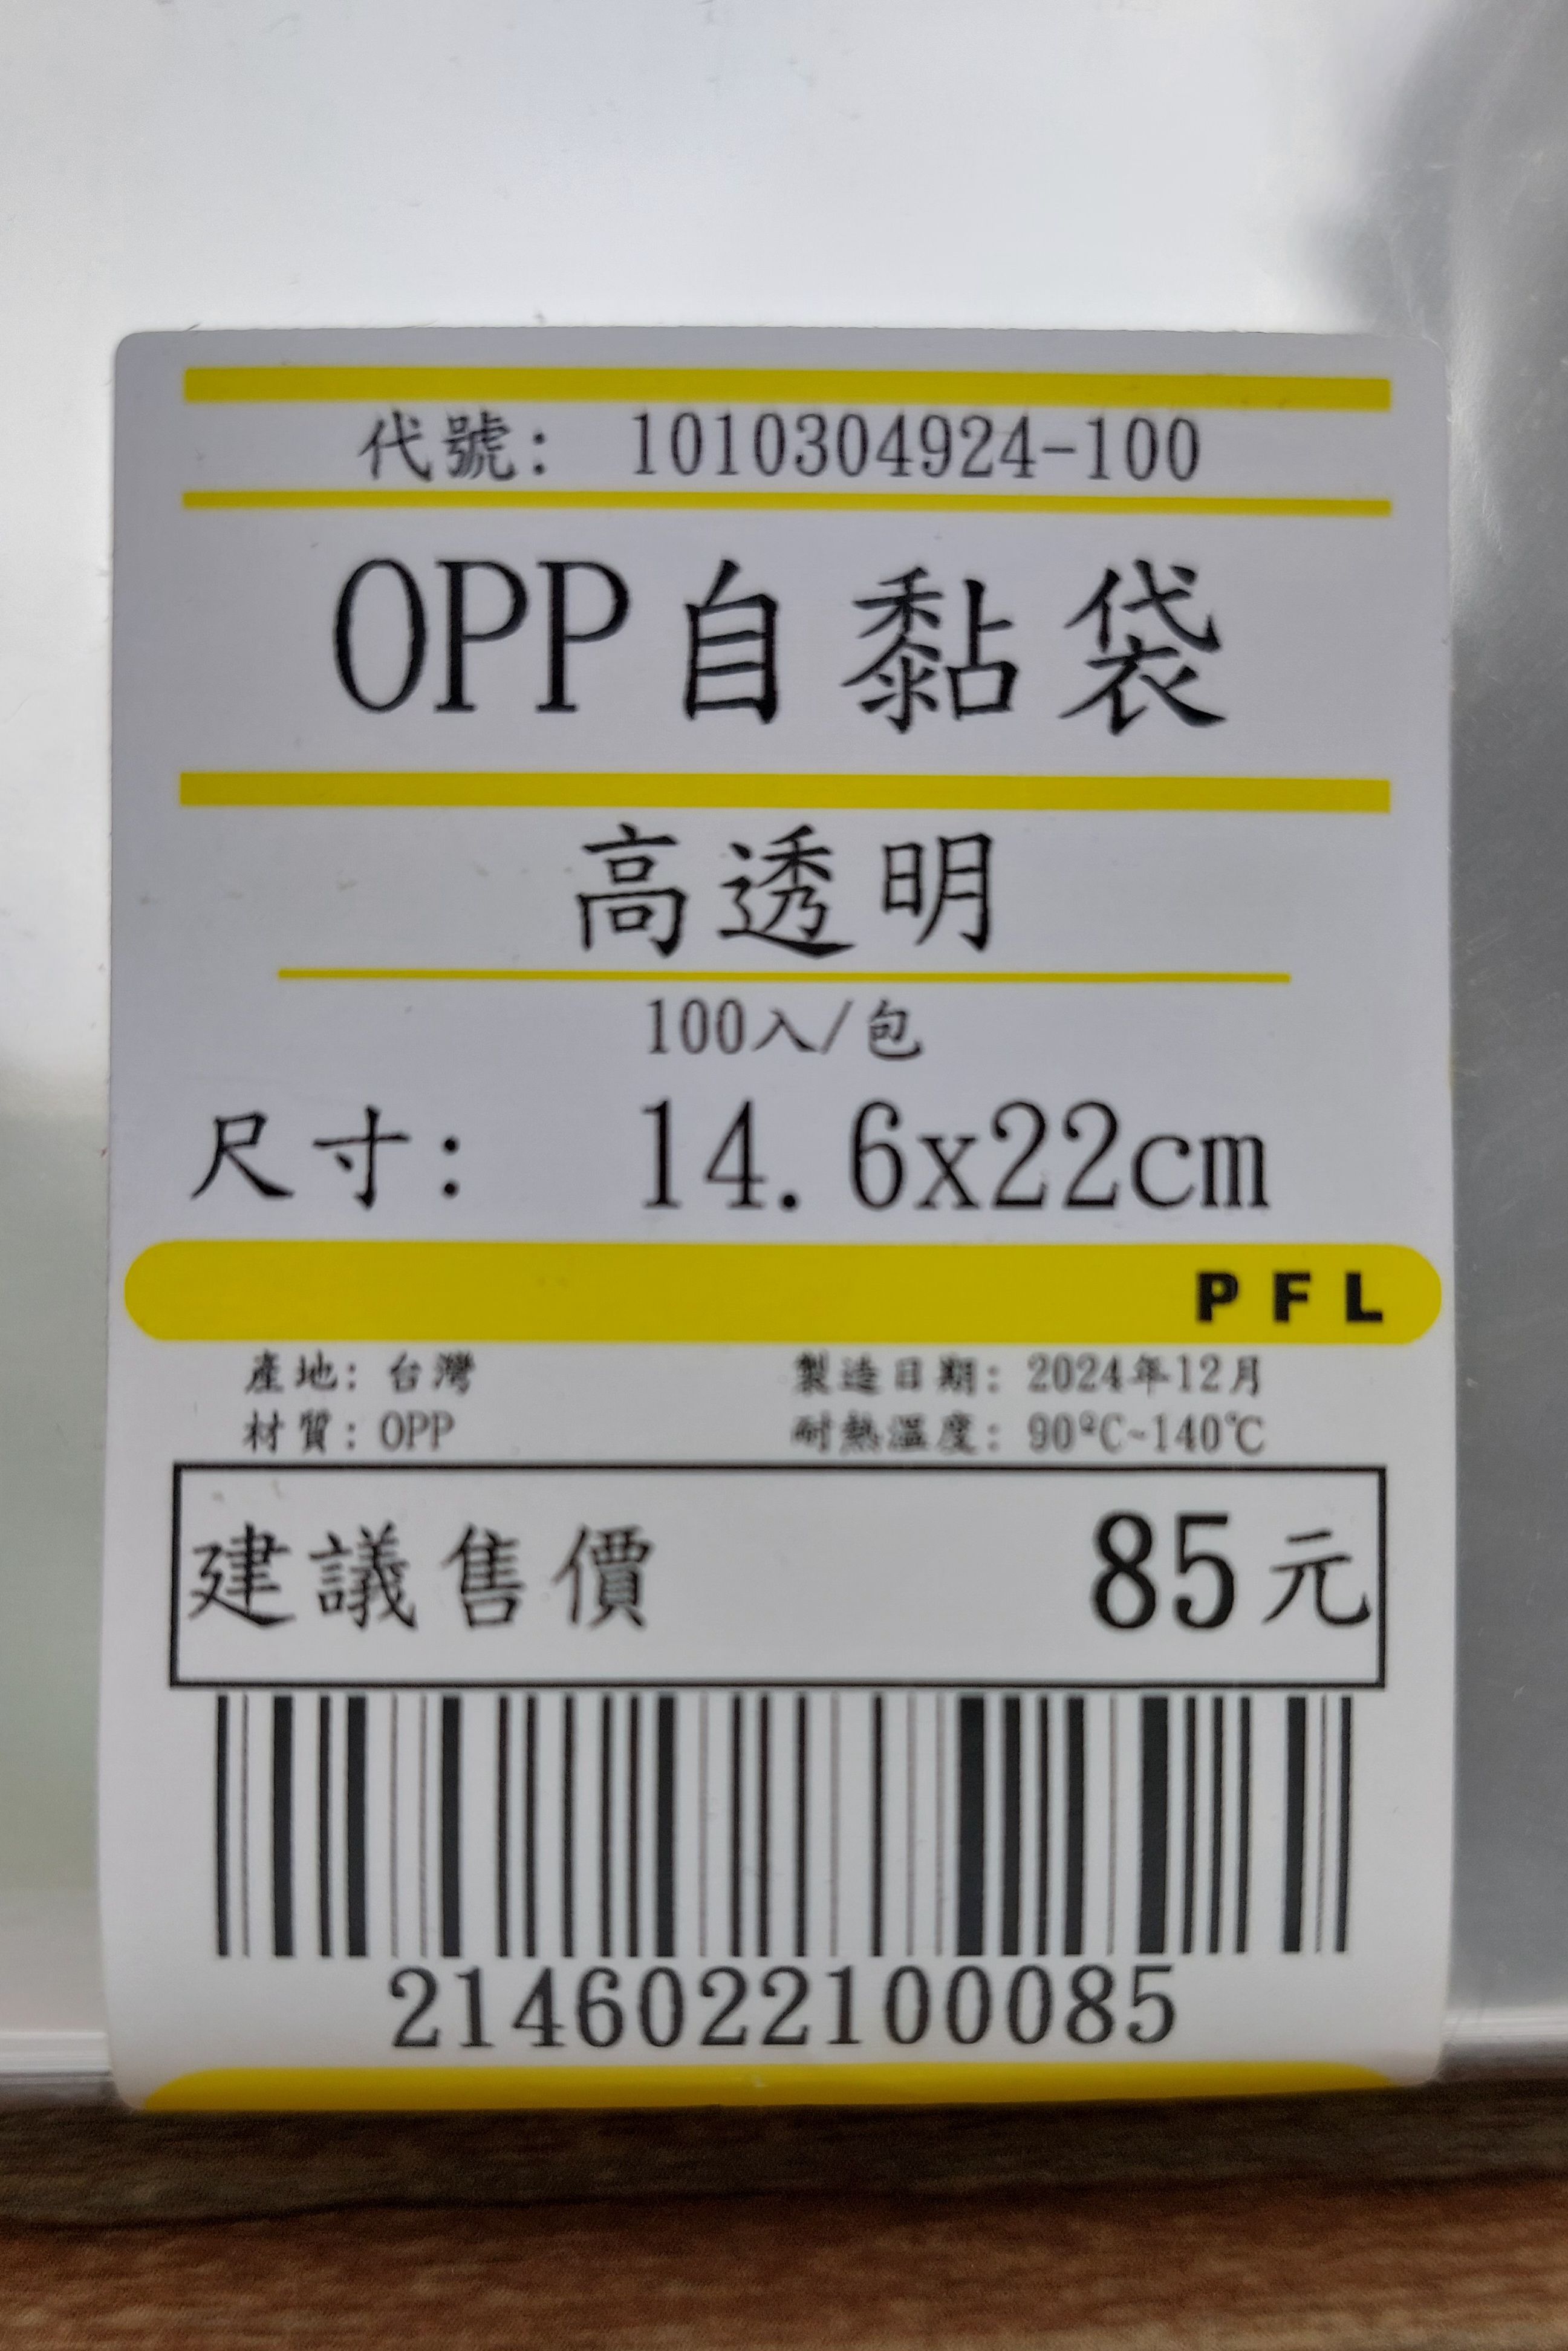 代號: 1010304924-100
OPP自黏袋
高透明
100入/包
尺寸: 14.6x22cm
PFL
產地: 台灣 製造日期: 2024年12月
材質: OPP 耐熱溫度: 90ºC~140℃
建議售價 85元
2146022100085